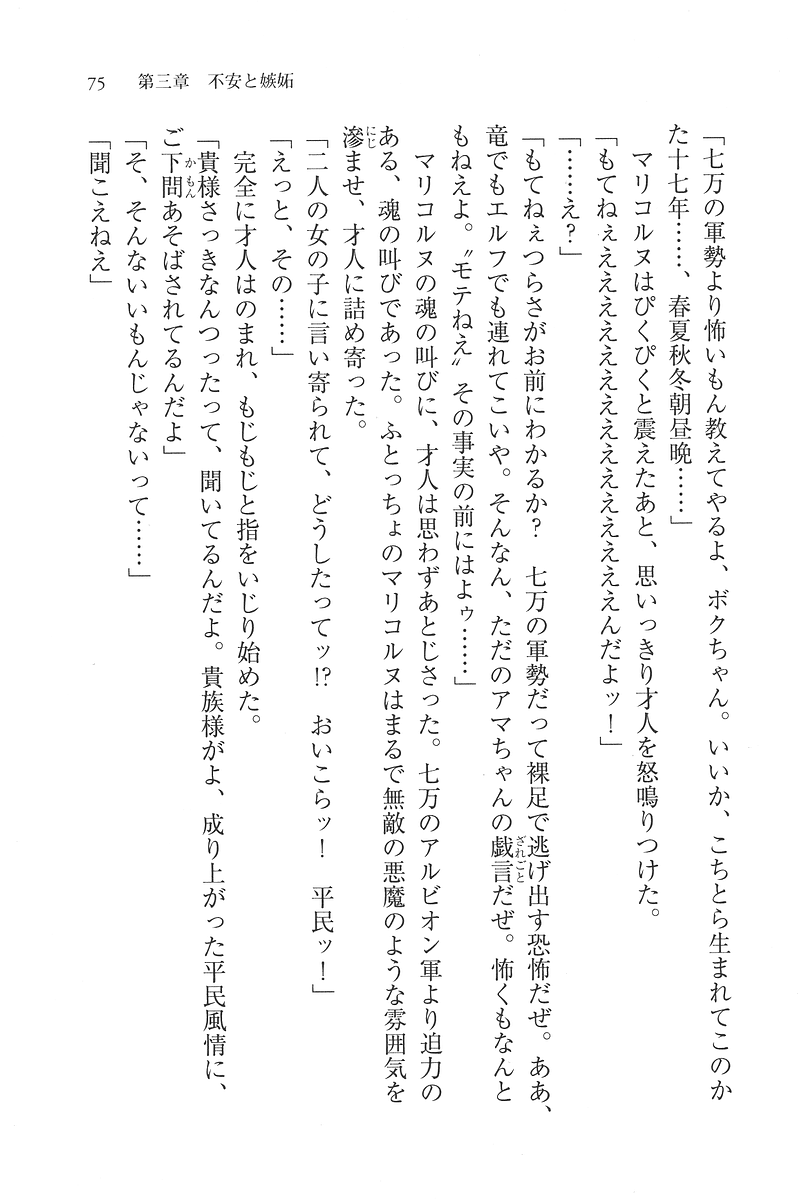 75　第三章　不安と嫉妬
「七万の軍勢より怖いもん教えてやるよ、ボクちゃん。いいか、こちとら生まれてこのか
た十七年……、春夏秋冬朝昼晩……」
　マリコルヌはぴくぴくと震えたあと、思いっきり才人を怒鳴りつけた。
「もてねぇえええええええええええええええええええんだよッ！」
「……え？」
「もてねぇつらさがお前にわかるか？　七万の軍勢だって裸足で逃げ出す恐怖だぜ。ああ、
竜でもエルフでも連れてこいや。そんなん、ただのアマちゃんの戯言だぜ。怖くもなんと
もねえよ。〝モテねえ〟その事実の前にはよゥ……」
　マリコルヌの魂の叫びに、才人は思わずあとじさった。七万のアルビオン軍より迫力の
ある、魂の叫びであった。ふとっちょのマリコルヌはまるで無敵の悪魔のような雰囲気を
滲ませ、才人に詰め寄った。
「二人の女の子に言い寄られて、どうしたってッ!?　おいこらッ！　平民ッ！」
「えっと、その……」
　完全に才人はのまれ、もじもじと指をいじり始めた。
「貴様さっきなんつったって、聞いてるんだよ。貴族様がよ、成り上がった平民風情に、
ご下問あそばされてるんだよ」
「そ、そんないいもんじゃないって……」
「聞こえねえ」